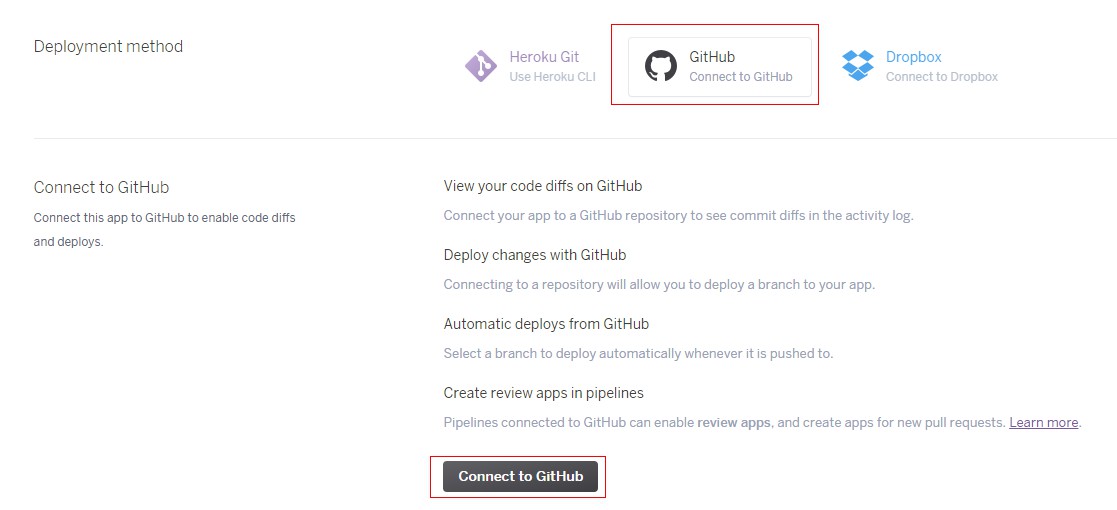 Deployment method
Heroku Git
Use Heroku CLI
GitHub
Connect to GitHub
Dropbox
Connect to Dropbox
Connect to GitHub
Connect this app to GitHub to enable code diffs
and deploys.
View your code diffs on GitHub
Connect your app to a GitHub repository to see commit diffs in the activity log.
Deploy changes with GitHub
Connecting to a repository will allow you to deploy a branch to your app.
Automatic deploys from GitHub
Select a branch to deploy automatically whenever it is pushed to.
Create review apps in pipelines
Pipelines connected to GitHub can enable review apps, and create apps for new pull requests. Learn more.
Connect to GitHub